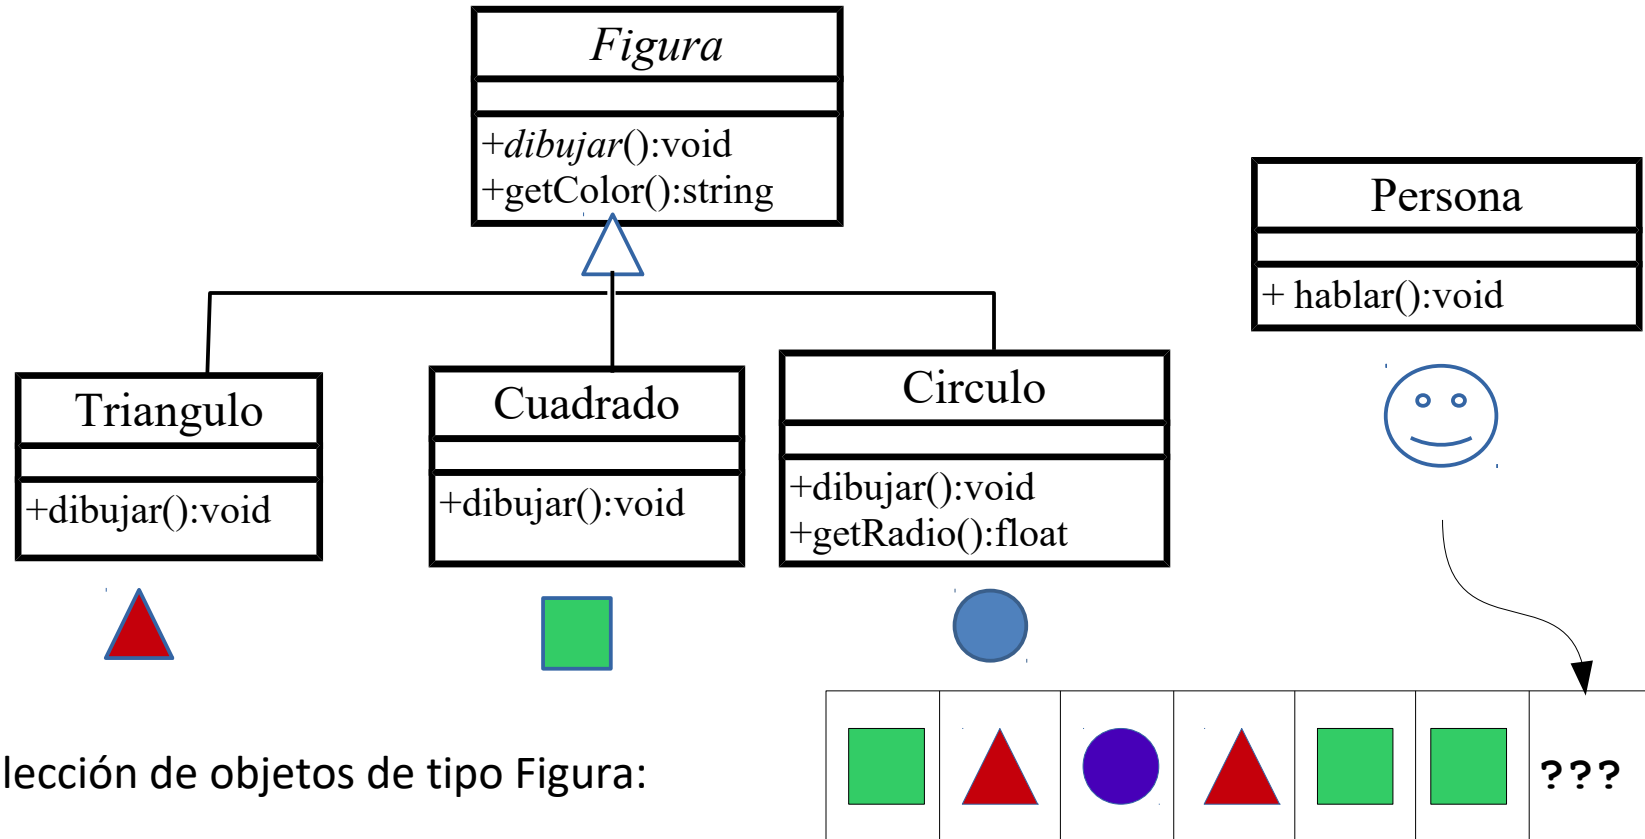 Figura
+dibujar():void
+getColor():string
Persona
+ hablar():void
Triangulo
+dibujar():void
Cuadrado
+dibujar():void
Circulo
+dibujar():void
+getRadio():float
lección de objetos de tipo Figura:
???